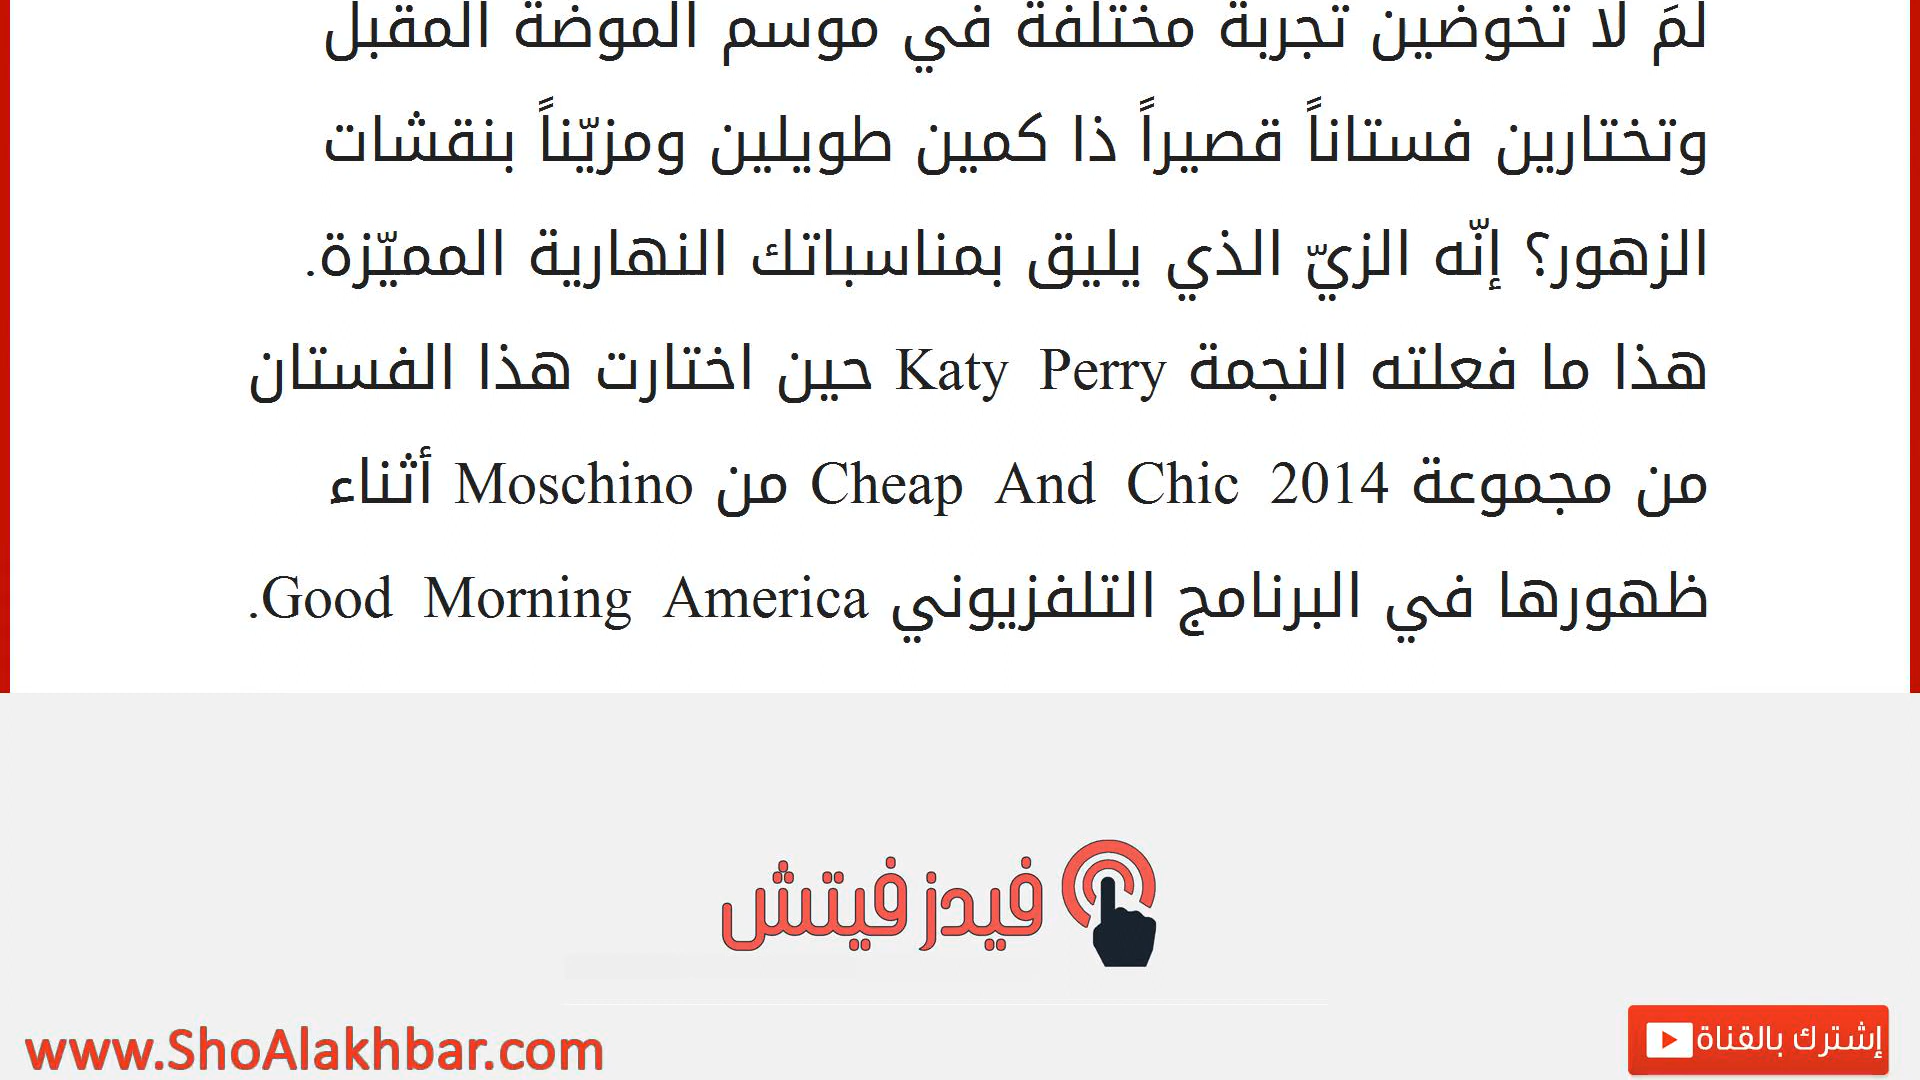 لمَ لا تخوضين تجربة مختلفة في موسم الموضة المقبل
وتختارين فستاناً قصيراً ذا كمين طويلين ومزيّناً بنقشات
الزهور؟ إنّه الزيّ الذي يليق بمناسباتك النهارية المميّزة.
هذا ما فعلته النجمة Katy Perry حين اختارت هذا الفستان
من مجموعة Cheap And Chic 2014 من Moschino أثناء
ظهورها في البرنامج التلفزيوني Good Morning America.
فيدز فيتش
www.ShoAlakhbar.com
إشترك بالقناة